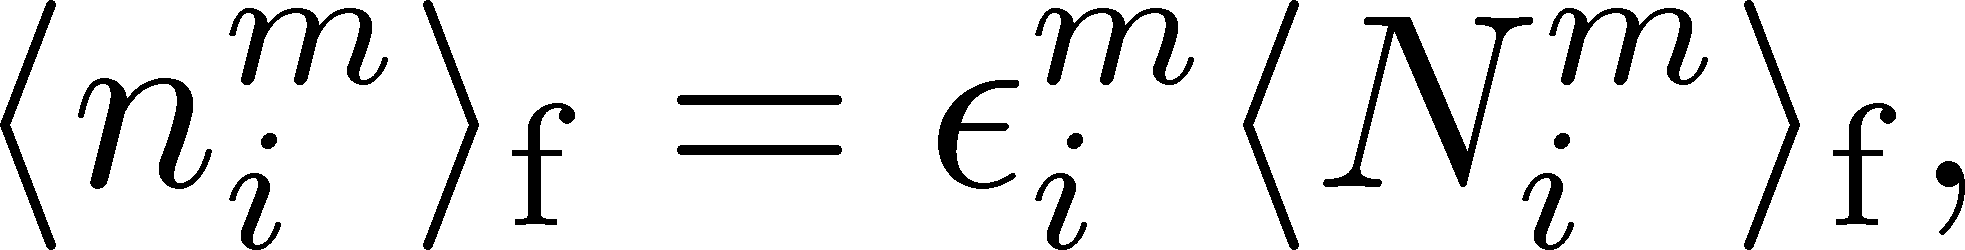 ⟨n_i^m⟩_f = ϵ_i^m ⟨N_i^m⟩_f,